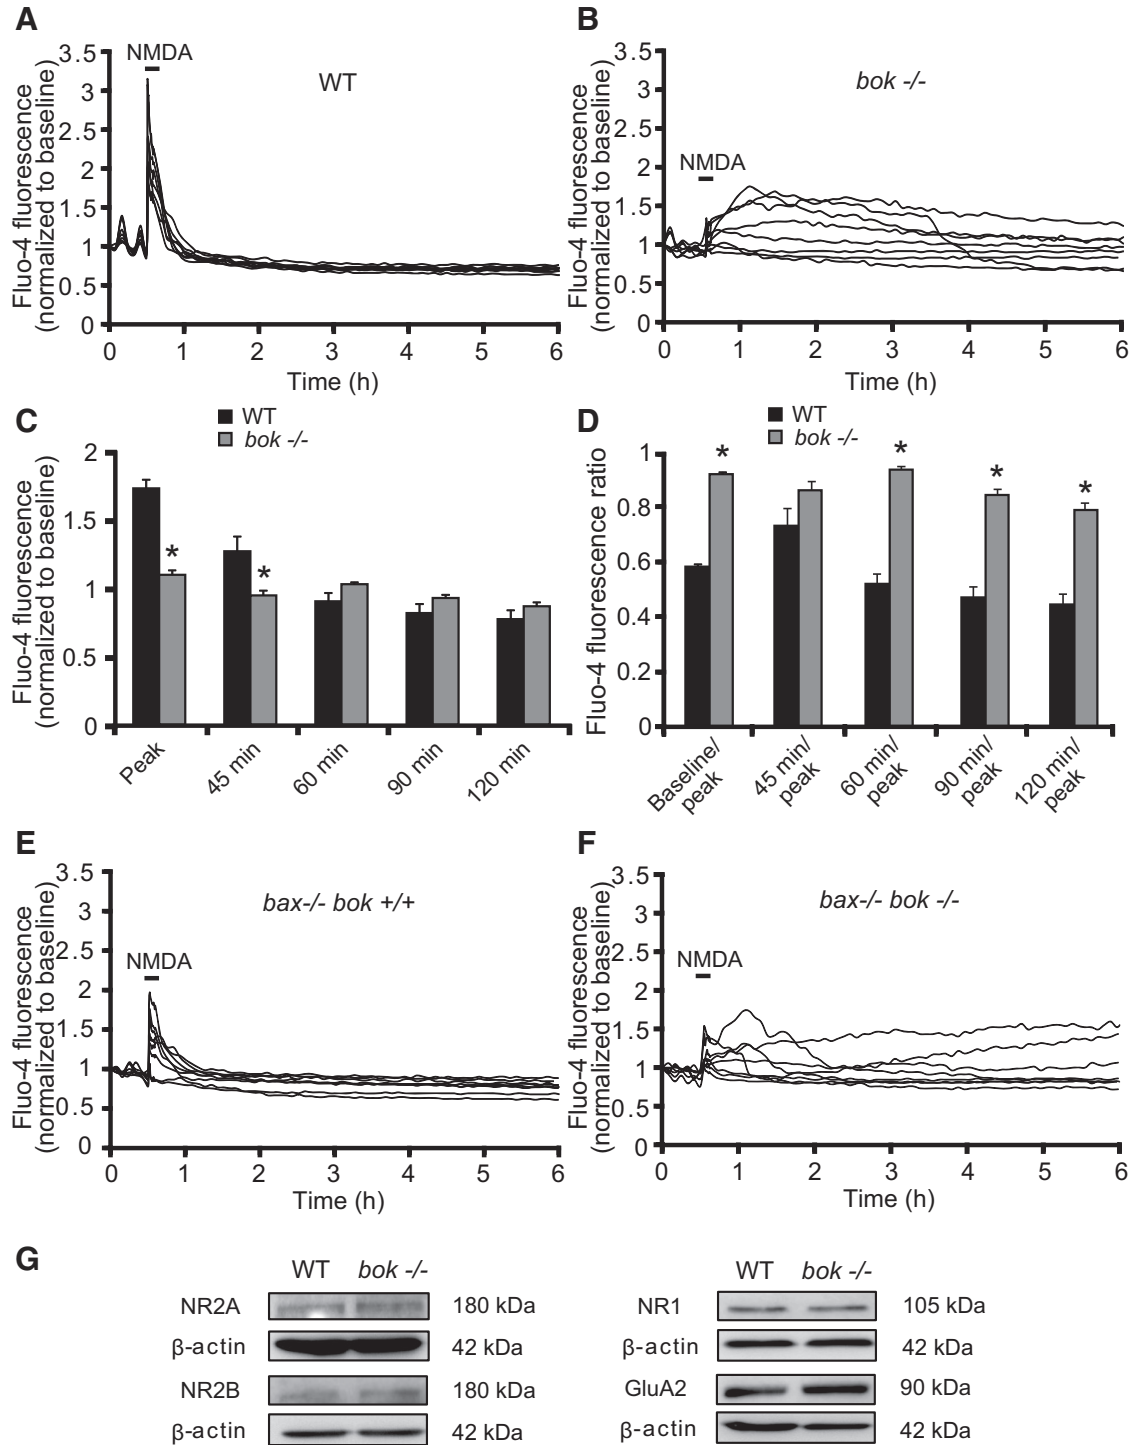 A
Fluo-4 fluorescence
(normalized to baseline)
3.5
3
2.5
2
1.5
1
0.5
0
NMDA
WT
0 1 2 3 4 5 6
Time (h)
B
Fluo-4 fluorescence
(normalized to baseline)
3.5
3
2.5
2
1.5
1
0.5
0
bok -/-
NMDA
0 1 2 3 4 5 6
Time (h)
C
WT
bok -/-
Fluo-4 fluorescence
(normalized to baseline)
2
1.5
1
0.5
0
*
*
Peak
45 min
60 min
90 min
120 min
D
WT
bok -/-
Fluo-4 fluorescence ratio
1
0.8
0.6
0.4
0.2
0
*
*
*
*
Baseline/
peak
45 min/
peak
60 min/
peak
90 min/
peak
120 min/
peak
E
Fluo-4 fluorescence
(normalized to baseline)
3.5
3
2.5
2
1.5
1
0.5
0
bax-/- bok +/+
NMDA
0 1 2 3 4 5 6
Time (h)
F
Fluo-4 fluorescence
(normalized to baseline)
3.5
3
2.5
2
1.5
1
0.5
0
bax-/- bok -/-
NMDA
0 1 2 3 4 5 6
Time (h)
G
WT bok -/-
NR2A 180 kDa
β-actin 42 kDa
NR2B 180 kDa
β-actin 42 kDa
WT bok -/-
NR1 105 kDa
β-actin 42 kDa
GluA2 90 kDa
β-actin 42 kDa